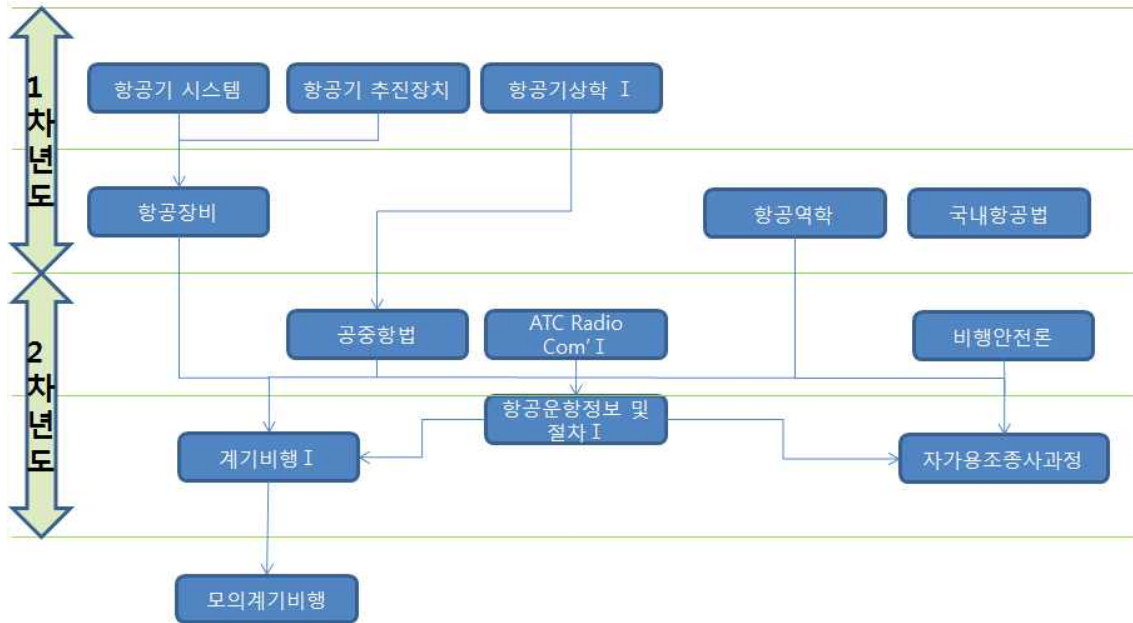 1
차
년
도
항공기 시스템
항공기 추진장치
항공기상학 Ⅰ
항공장비
항공역학
국내항공법
2
차
년
도
공중항법
ATC Radio
Com' Ⅰ
비행안전론
항공운항정보 및
절차Ⅰ
계기비행Ⅰ
자가용조종사과정
모의계기비행